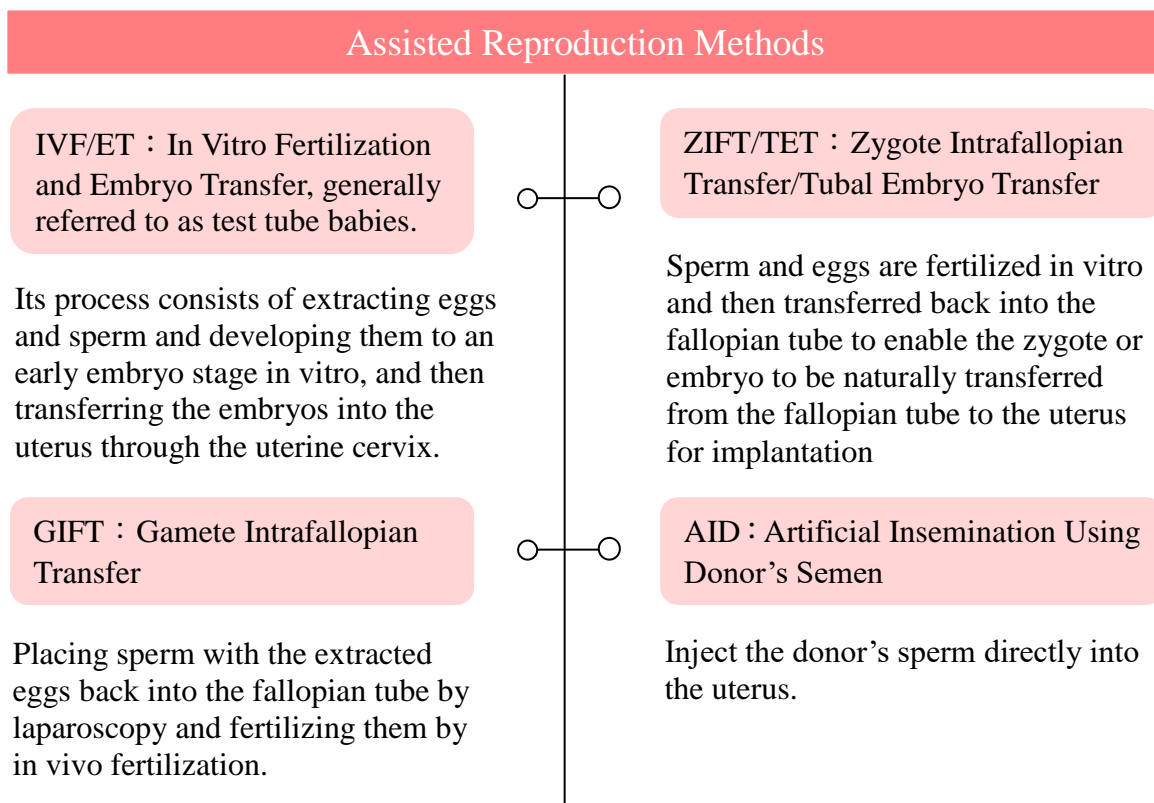 Assisted Reproduction Methods
IVF/ET：In Vitro Fertilization
and Embryo Transfer, generally
referred to as test tube babies.
Its process consists of extracting eggs
and sperm and developing them to an
early embryo stage in vitro, and then
transferring the embryos into the
uterus through the uterine cervix.
ZIFT/TET：Zygote Intrafallopian
Transfer/Tubal Embryo Transfer
Sperm and eggs are fertilized in vitro
and then transferred back into the
fallopian tube to enable the zygote or
embryo to be naturally transferred
from the fallopian tube to the uterus
for implantation
GIFT：Gamete Intrafallopian
Transfer
Placing sperm with the extracted
eggs back into the fallopian tube by
laparoscopy and fertilizing them by
in vivo fertilization.
AID：Artificial Insemination Using
Donor’s Semen
Inject the donor’s sperm directly into
the uterus.